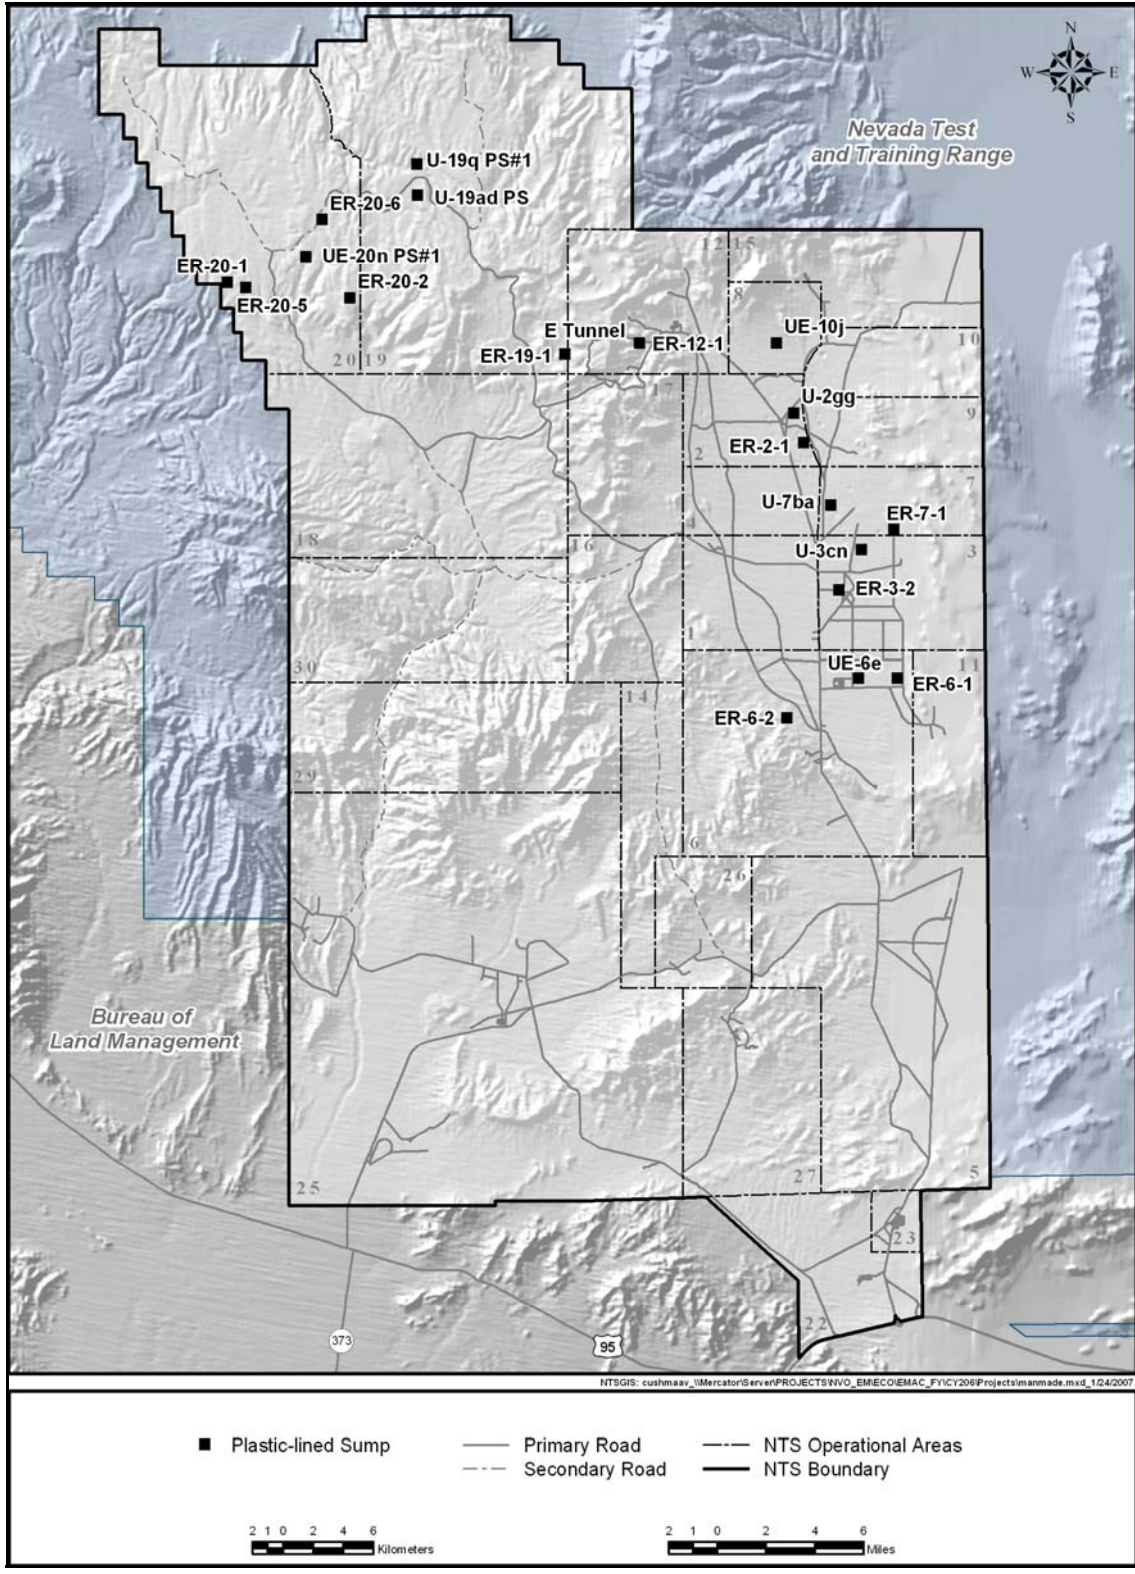 N
W E
S
Nevada Test
and Training Range
U-19q PS#1
U-19ad PS
ER-20-6
UE-20n PS#1
ER-20-1
ER-20-2
ER-20-5
12 15
8
E Tunnel
UE-10j
ER-12-1
10
ER-19-1
20 19
17
U-2gg
9
ER-2-1
2
7
U-7ba
ER-7-1
4
18
16
U-3cn
3
ER-3-2
1
30
UE-6e
11
ER-6-1
14
ER-6-2
29
6
26
Bureau of
Land Management
25
27
5
23
22
373
95
NTSGIS: cushmaav_\\Mercator\Server\PROJECTS\NVO_EM\ECO\EMAC_FY\CY206\Projects\manmade.mxd_1/24/2007
Plastic-lined Sump
Primary Road
NTS Operational Areas
Secondary Road
NTS Boundary
2 1 0 2 4 6
Kilometers
2 1 0 2 4 6
Miles